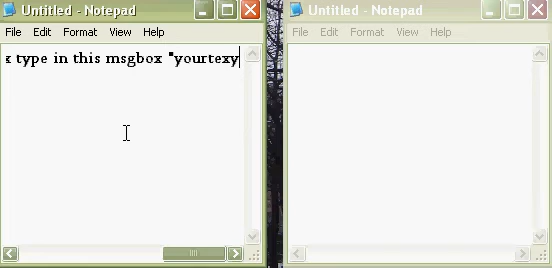 Untitled - Notepad
File Edit Format View Help
type in this msgbox "yourtexy
Untitled - Notepad
File Edit Format View Help